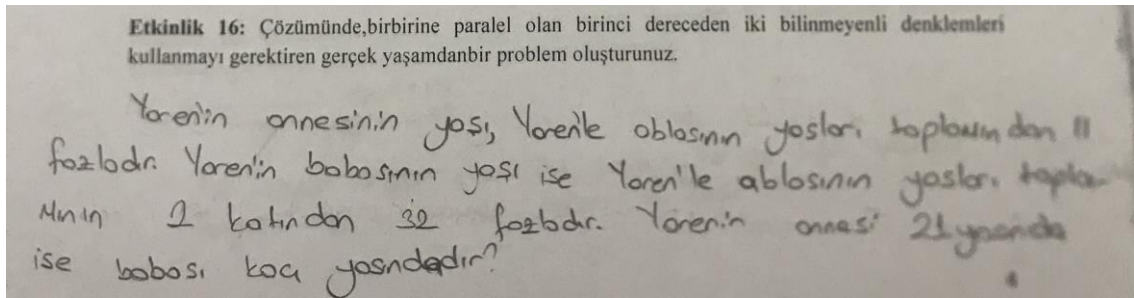 Etkinlik 16: Çözümünde,birbirine paralel olan birinci dereceden iki bilinmeyenli denklemleri
kullanmayı gerektiren gerçek yaşamdanbir problem oluşturunuz.
Yaren'in annesinin yaşı, Yaren'le ablasının yaşları toplamından 11
fazladır. Yaren'in babasının yaşı ise Yaren'le ablasının yaşları topla-
mının 1 katından 32 fazladır. Yaren'in annesi 21 yaşında
ise babası kaç yaşındadır?